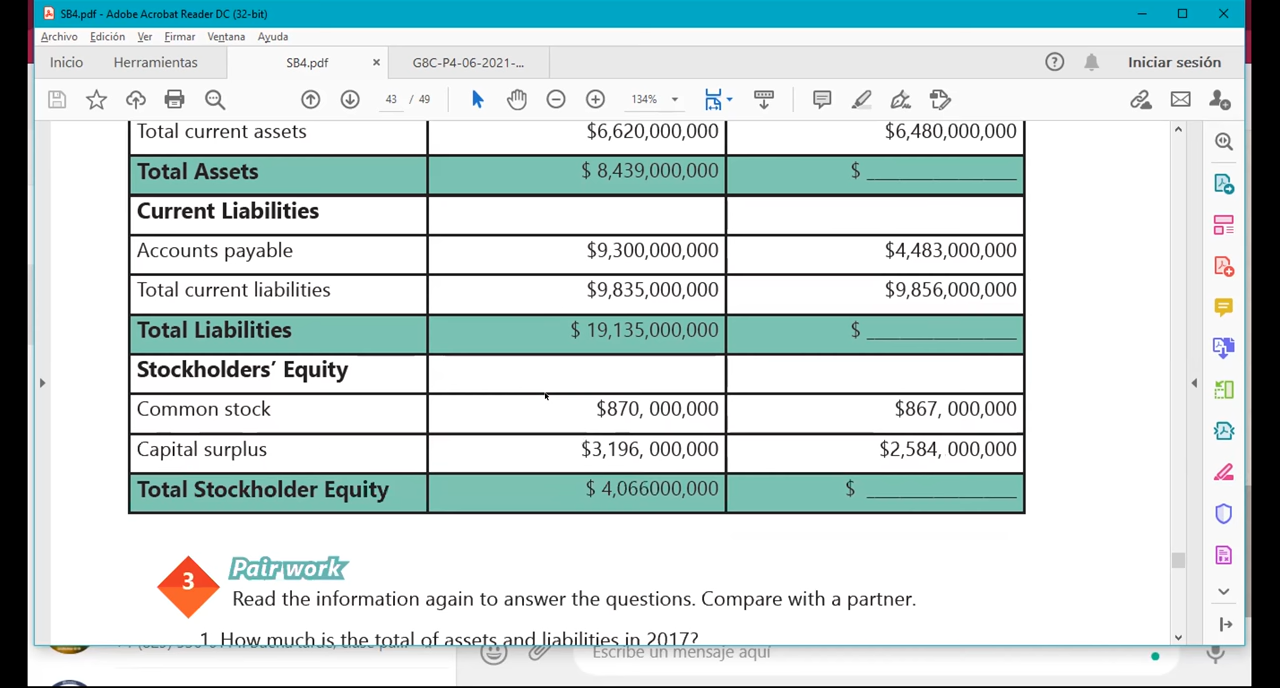 SB4.pdf - Adobe Acrobat Reader DC (32-bit)
Archivo Edición Ver Firmar Ventana Ayuda
Inicio Herramientas SB4.pdf × G8C-P4-06-2021-... Iniciar sesión
43 / 49 134%
Total current assets $6,620,000,000 $6,480,000,000
Total Assets $ 8,439,000,000 $ _______________
Current Liabilities
Accounts payable $9,300,000,000 $4,483,000,000
Total current liabilities $9,835,000,000 $9,856,000,000
Total Liabilities $ 19,135,000,000 $ _______________
Stockholders’ Equity
Common stock $870, 000,000 $867, 000,000
Capital surplus $3,196, 000,000 $2,584, 000,000
Total Stockholder Equity $ 4,066000,000 $ _______________
3 Pair work
Read the information again to answer the questions. Compare with a partner.
1. How much is the total of assets and liabilities in 2017?
Escribe un mensaje aquí